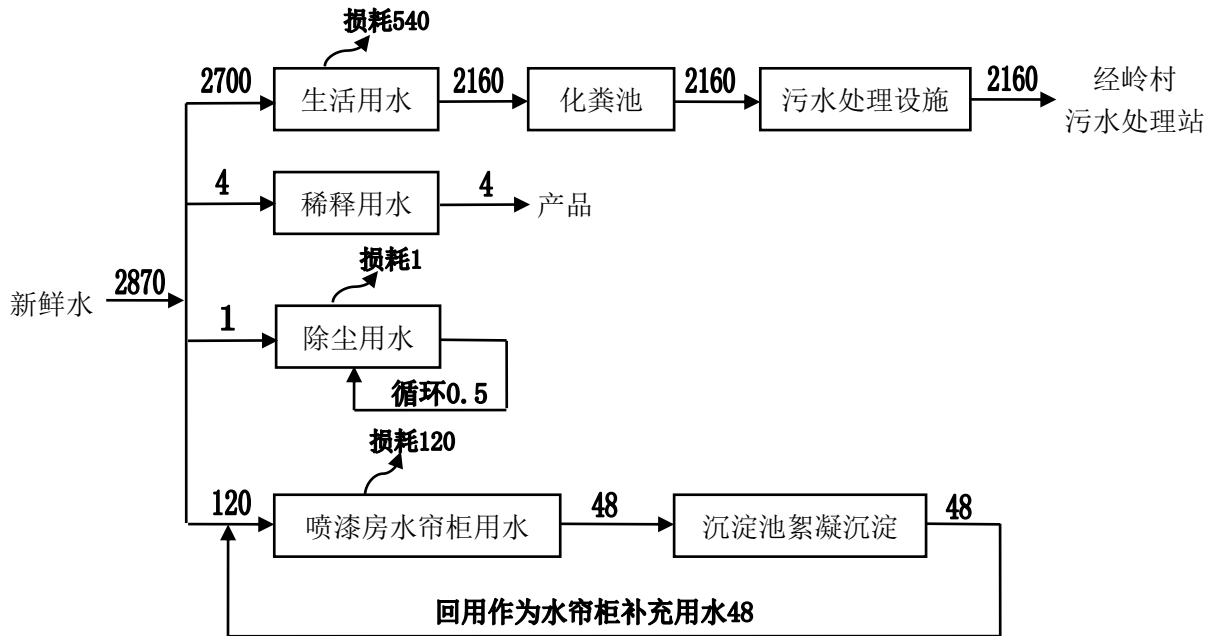 损耗540
2700
生活用水
2160
化粪池
2160
污水处理设施
2160
经岭村
污水处理站
4
稀释用水
4
产品
损耗1
新鲜水
2870
1
除尘用水
循环0.5
损耗120
120
喷漆房水帘柜用水
48
沉淀池絮凝沉淀
48
回用作为水帘柜补充用水48